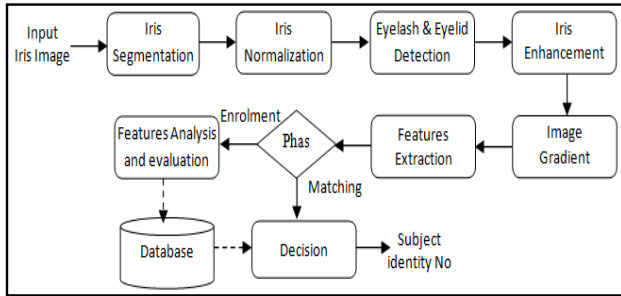 Input
Iris Image
Iris
Segmentation
Iris
Normalization
Eyelash & Eyelid
Detection
Iris
Enhancement
Enrolment
Features Analysis
and evaluation
Phas
Features
Extraction
Image
Gradient
Matching
Database
Decision
Subject
identity No